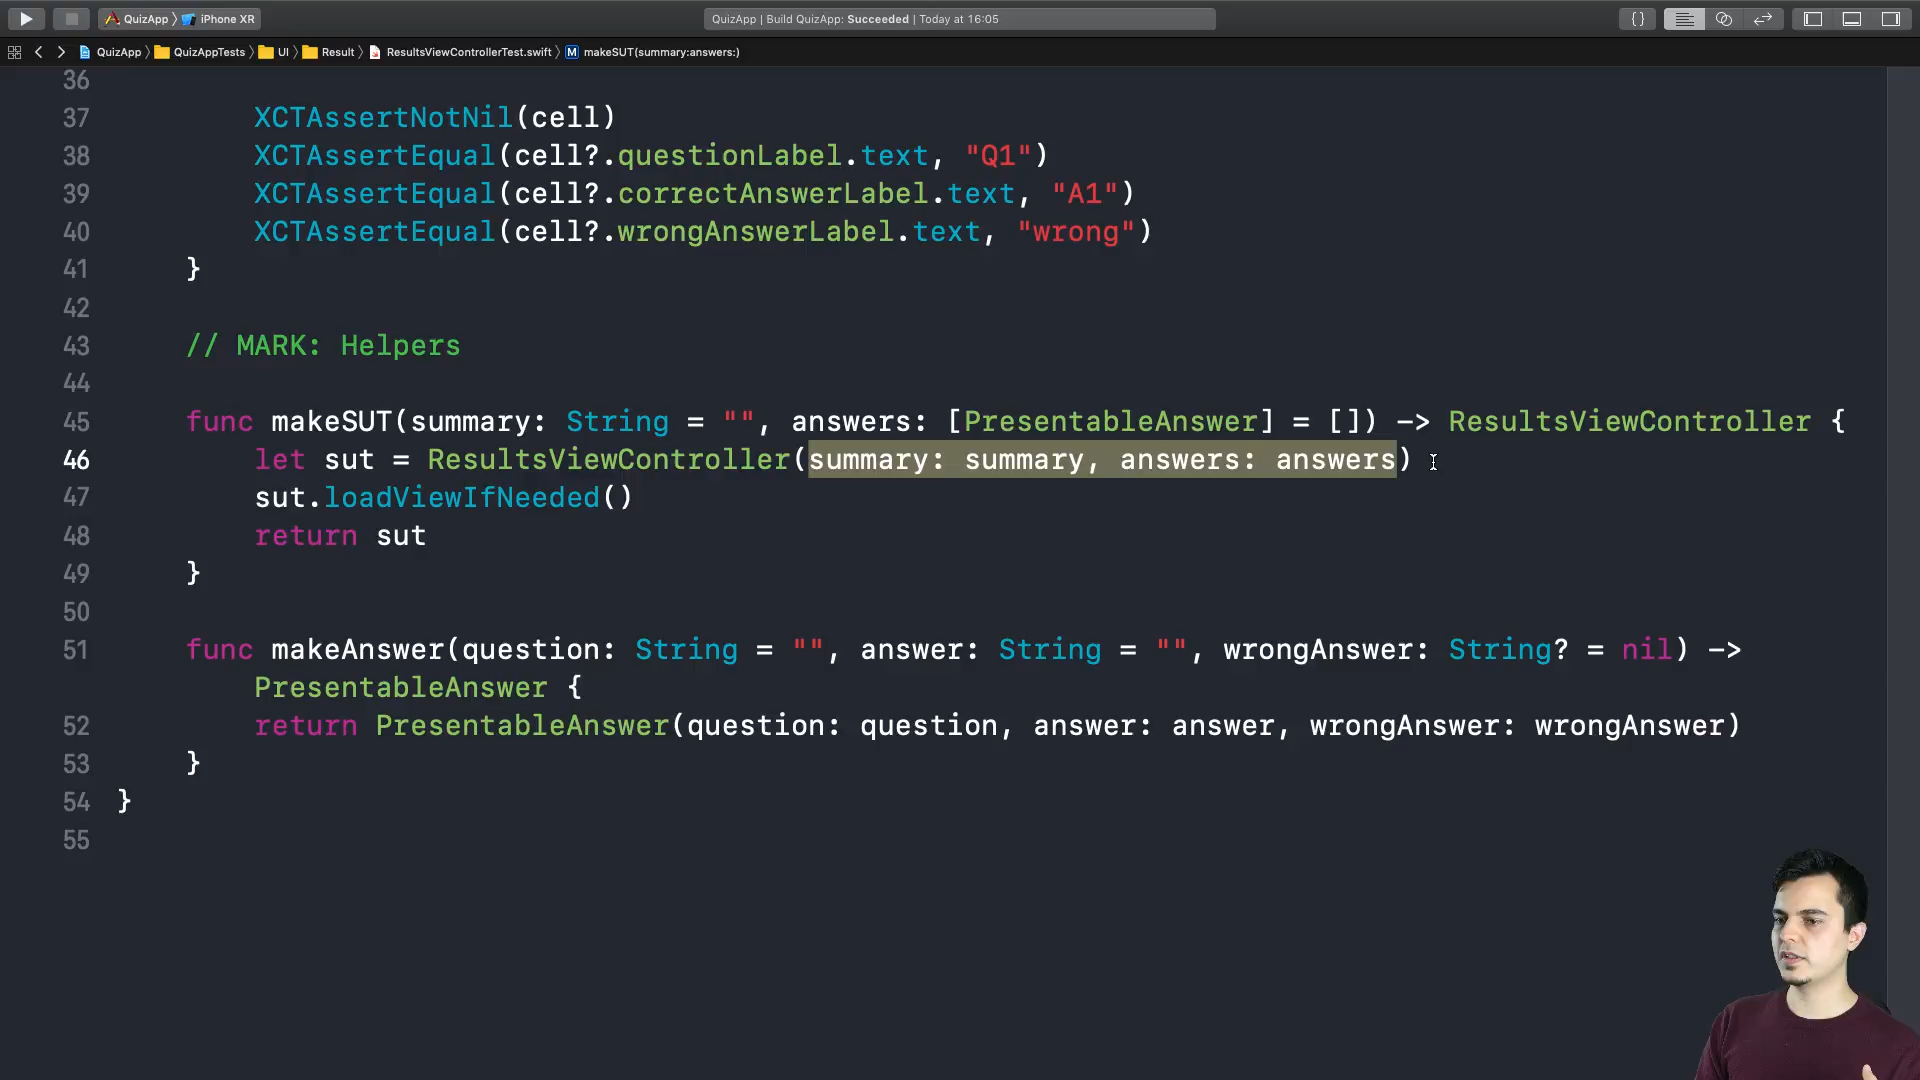 QuizApp 〉 iPhone XR
QuizApp | Build QuizApp: Succeeded | Today at 16:05
QuizApp 〉 QuizAppTests 〉 UI 〉 Result 〉 ResultsViewControllerTest.swift 〉 M makeSUT(summary:answers:)
36
37 XCTAssertNotNil(cell)
38 XCTAssertEqual(cell?.questionLabel.text, "Q1")
39 XCTAssertEqual(cell?.correctAnswerLabel.text, "A1")
40 XCTAssertEqual(cell?.wrongAnswerLabel.text, "wrong")
41 }
42
43 // MARK: Helpers
44
45 func makeSUT(summary: String = "", answers: [PresentableAnswer] = []) -> ResultsViewController {
46 let sut = ResultsViewController(summary: summary, answers: answers)
47 sut.loadViewIfNeeded()
48 return sut
49 }
50
51 func makeAnswer(question: String = "", answer: String = "", wrongAnswer: String? = nil) ->
PresentableAnswer {
52 return PresentableAnswer(question: question, answer: answer, wrongAnswer: wrongAnswer)
53 }
54 }
55